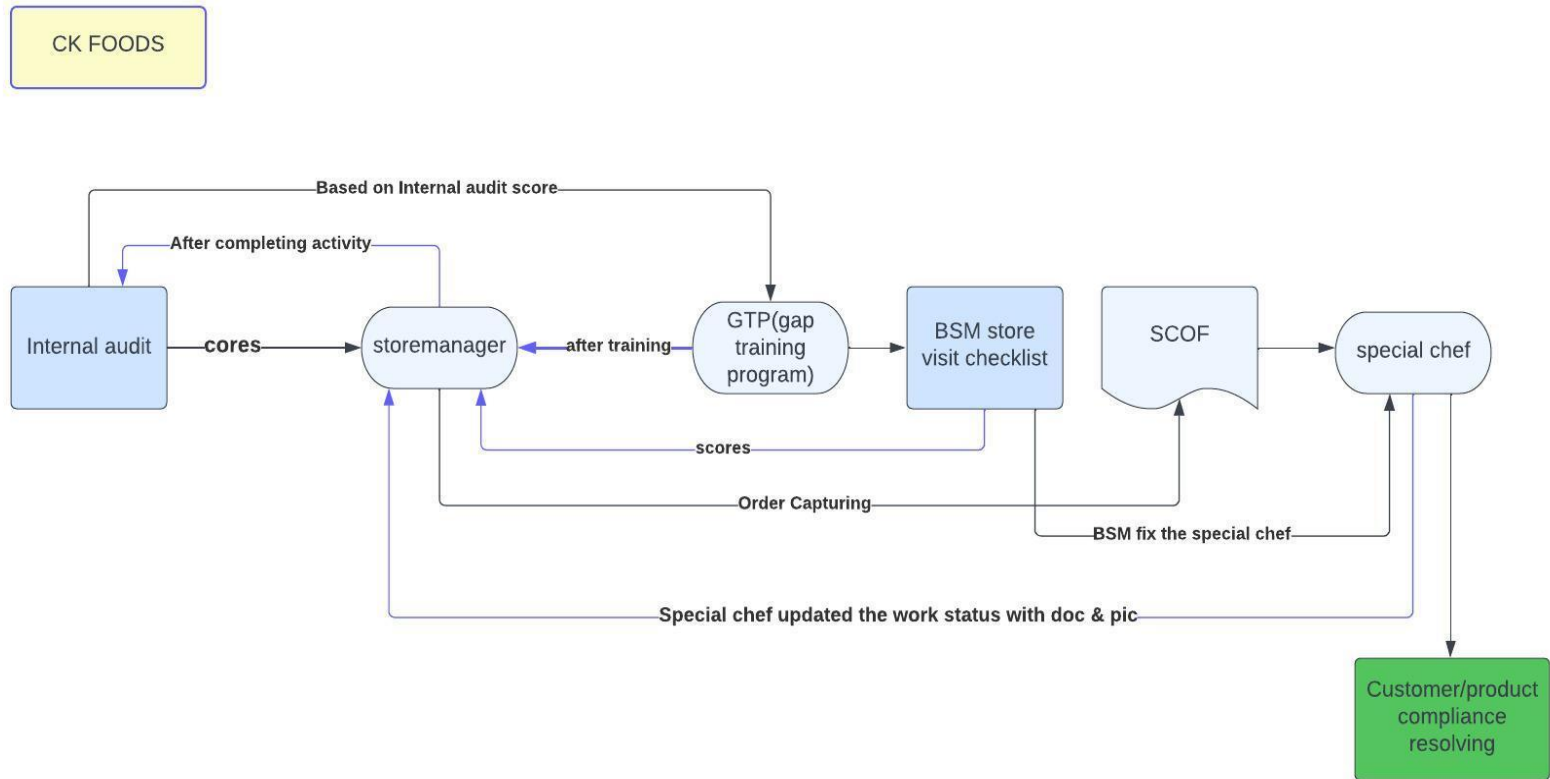 CK FOODS
Based on Internal audit score
After completing activity
Internal audit
cores
storemanager
after training
GTP(gap
training
program)
BSM store
visit checklist
SCOF
special chef
scores
Order Capturing
BSM fix the special chef
Special chef updated the work status with doc & pic
Customer/product
compliance
resolving